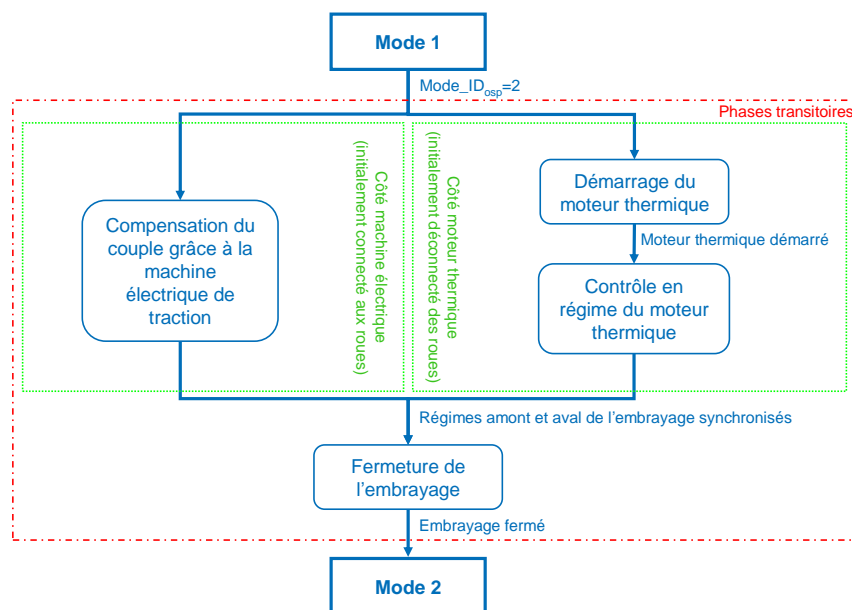 Mode 1
Mode_ID_osp=2
Phases transitoires
Côté machine électrique
(initialement connecté aux roues)
Côté moteur thermique
(initialement déconnecté des roues)
Compensation du
couple grâce à la
machine
électrique de
traction
Démarrage du
moteur thermique
Moteur thermique démarré
Contrôle en
régime du moteur
thermique
Régimes amont et aval de l’embrayage synchronisés
Fermeture de
l’embrayage
Embrayage fermé
Mode 2